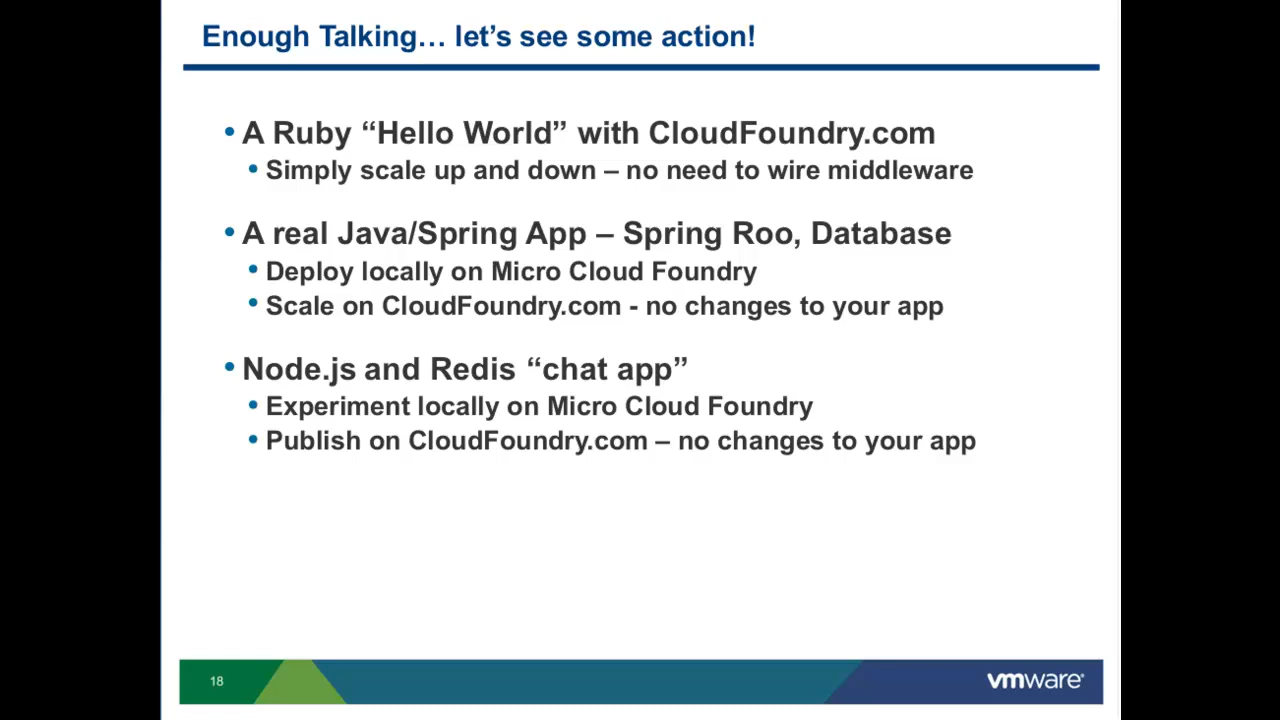 Enough Talking… let’s see some action!
• A Ruby “Hello World” with CloudFoundry.com
• Simply scale up and down – no need to wire middleware
• A real Java/Spring App – Spring Roo, Database
• Deploy locally on Micro Cloud Foundry
• Scale on CloudFoundry.com - no changes to your app
• Node.js and Redis “chat app”
• Experiment locally on Micro Cloud Foundry
• Publish on CloudFoundry.com – no changes to your app
18
vmware®